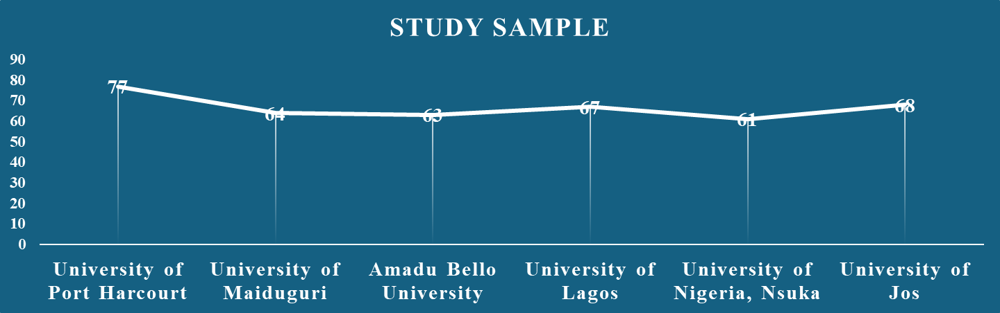 STUDY SAMPLE
90
80
70
60
50
40
30
20
10
0
77
64
63
67
61
68
University of
Port Harcourt
University of
Maiduguri
Amadu Bello
University
University of
Lagos
University of
Nigeria, Nsuka
University of
Jos